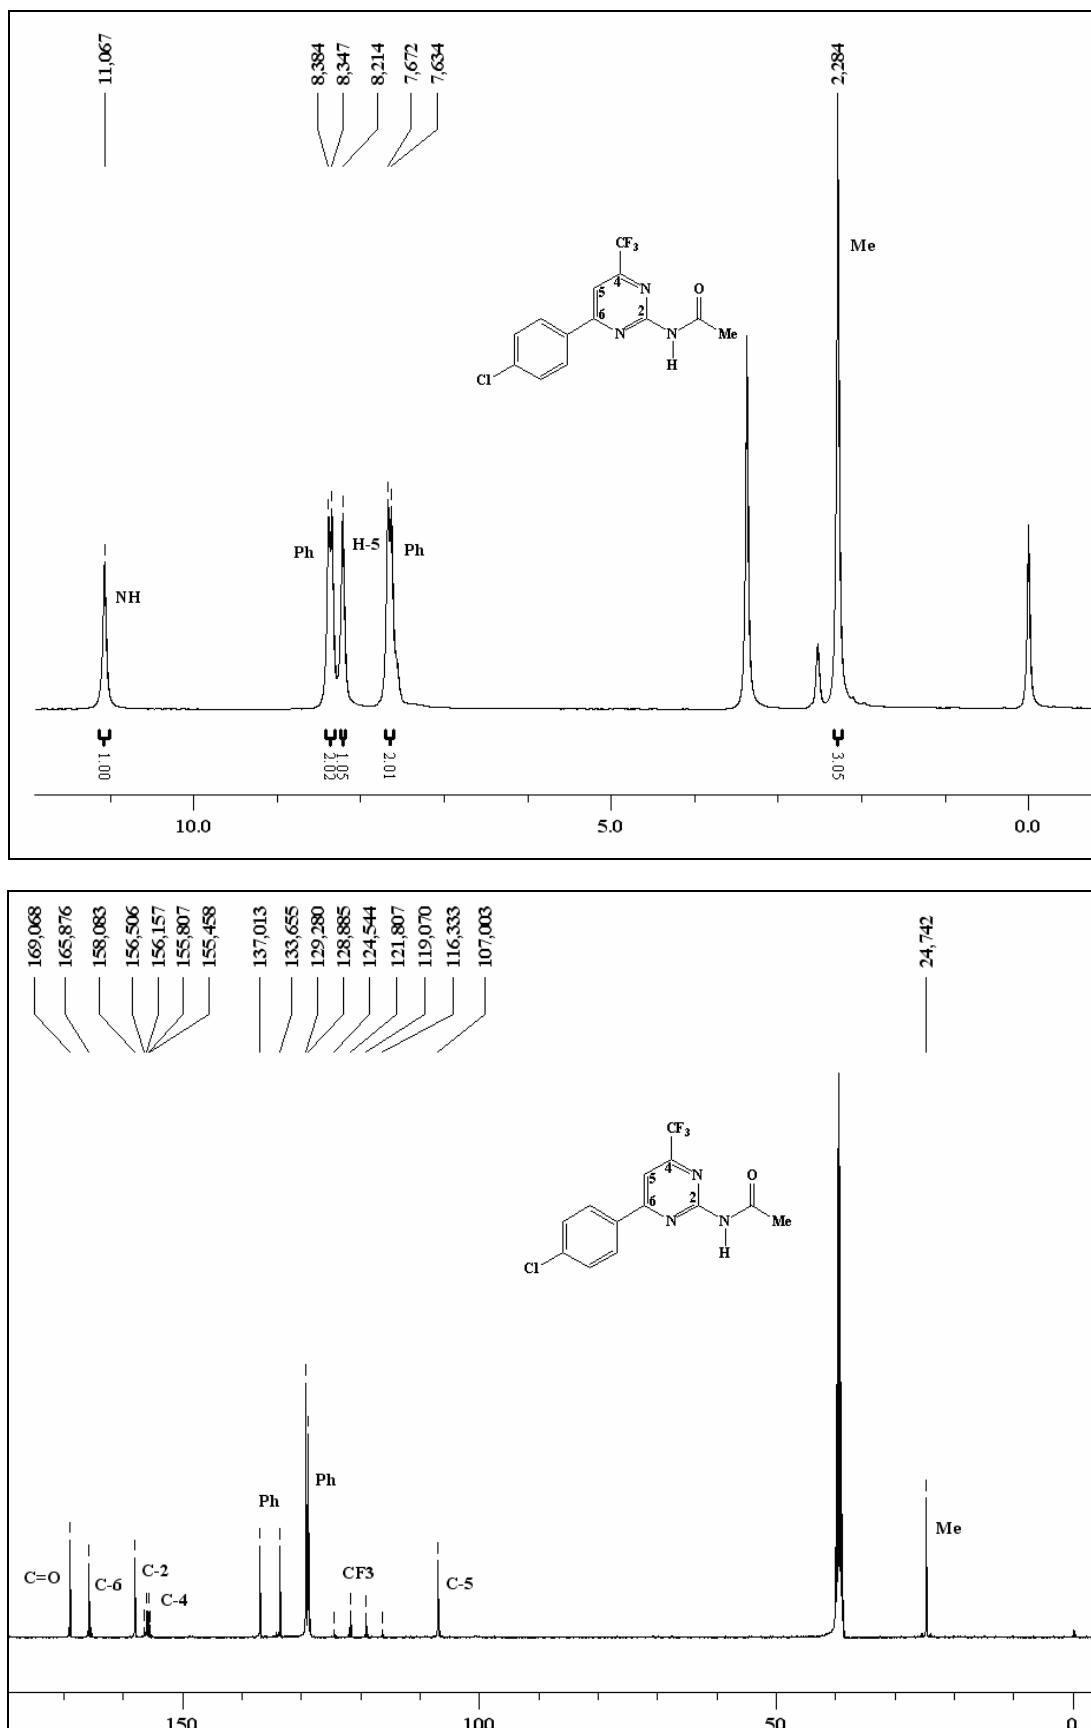 11,067
8,384
8,347
8,214
7,672
7,634
2,284
Me
CF3
4
5
N
O
6
2
N
N
Me
H
Cl
Ph
H-5
Ph
NH
1.00
2.02
1.05
2.01
3.05
10.0
5.0
0.0
169,068
165,876
158,083
156,506
156,157
155,807
155,458
137,013
133,655
129,280
128,885
124,544
121,807
119,070
116,333
107,003
24,742
CF3
4
5
N
O
6
2
N
N
Me
H
Cl
Ph
Ph
Me
C=O
C-6
C-2
C-4
CF3
C-5
150
100
50
0